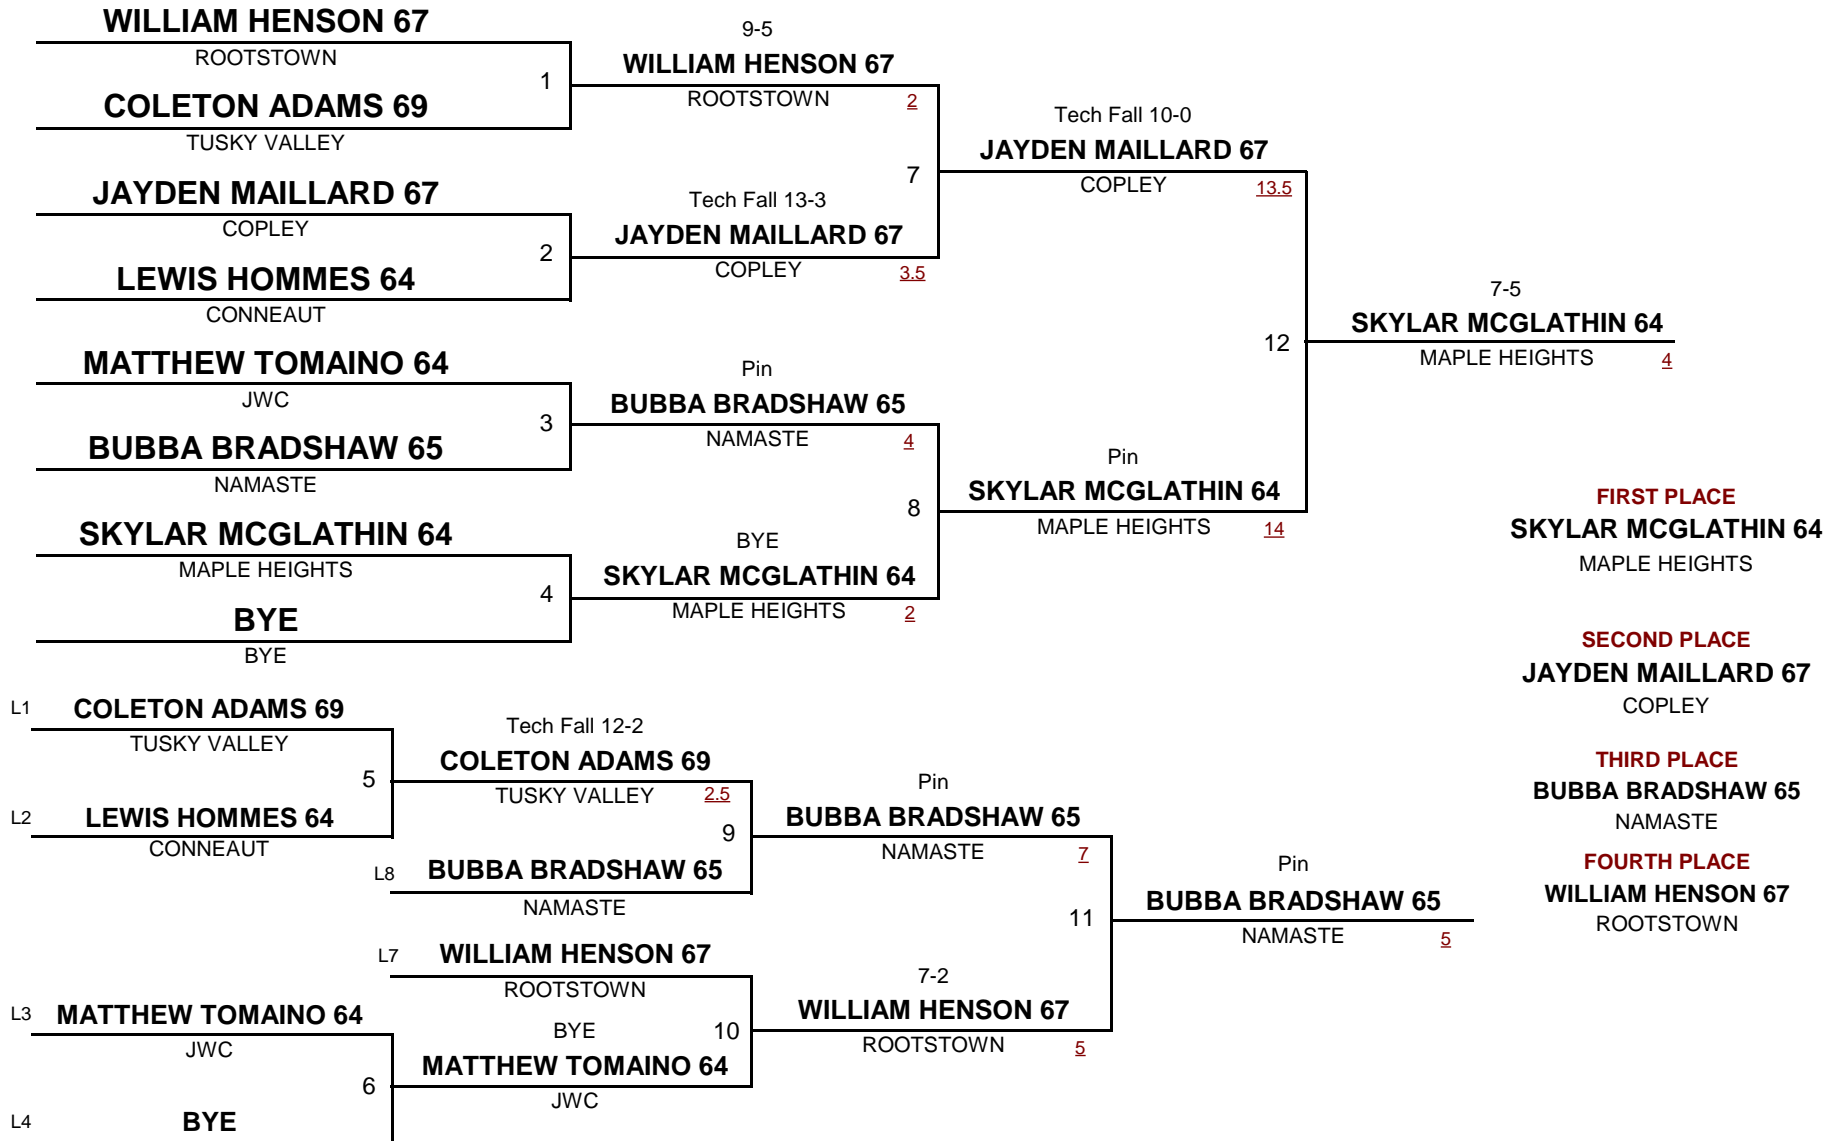 WILLIAM HENSON 67
ROOTSTOWN
1
COLETON ADAMS 69
TUSKY VALLEY
JAYDEN MAILLARD 67
COPLEY
2
LEWIS HOMMES 64
CONNEAUT
MATTHEW TOMAINO 64
JWC
3
BUBBA BRADSHAW 65
NAMASTE
SKYLAR MCGLATHIN 64
MAPLE HEIGHTS
4
BYE
BYE
9-5
WILLIAM HENSON 67
ROOTSTOWN 2
7
Tech Fall 13-3
JAYDEN MAILLARD 67
COPLEY 3.5
Pin
BUBBA BRADSHAW 65
NAMASTE 4
8
BYE
SKYLAR MCGLATHIN 64
MAPLE HEIGHTS 2
Tech Fall 10-0
JAYDEN MAILLARD 67
COPLEY 13.5
12
Pin
SKYLAR MCGLATHIN 64
MAPLE HEIGHTS 14
7-5
SKYLAR MCGLATHIN 64
MAPLE HEIGHTS 4
FIRST PLACE
SKYLAR MCGLATHIN 64
MAPLE HEIGHTS
SECOND PLACE
JAYDEN MAILLARD 67
COPLEY
THIRD PLACE
BUBBA BRADSHAW 65
NAMASTE
FOURTH PLACE
WILLIAM HENSON 67
ROOTSTOWN
L1 COLETON ADAMS 69
TUSKY VALLEY
5
L2 LEWIS HOMMES 64
CONNEAUT
L3 MATTHEW TOMAINO 64
JWC
6
L4 BYE
Tech Fall 12-2
COLETON ADAMS 69
TUSKY VALLEY 2.5
9
L8 BUBBA BRADSHAW 65
NAMASTE
L7 WILLIAM HENSON 67
ROOTSTOWN
BYE 10
MATTHEW TOMAINO 64
JWC
Pin
BUBBA BRADSHAW 65
NAMASTE 7
11
7-2
WILLIAM HENSON 67
ROOTSTOWN 5
Pin
BUBBA BRADSHAW 65
NAMASTE 5